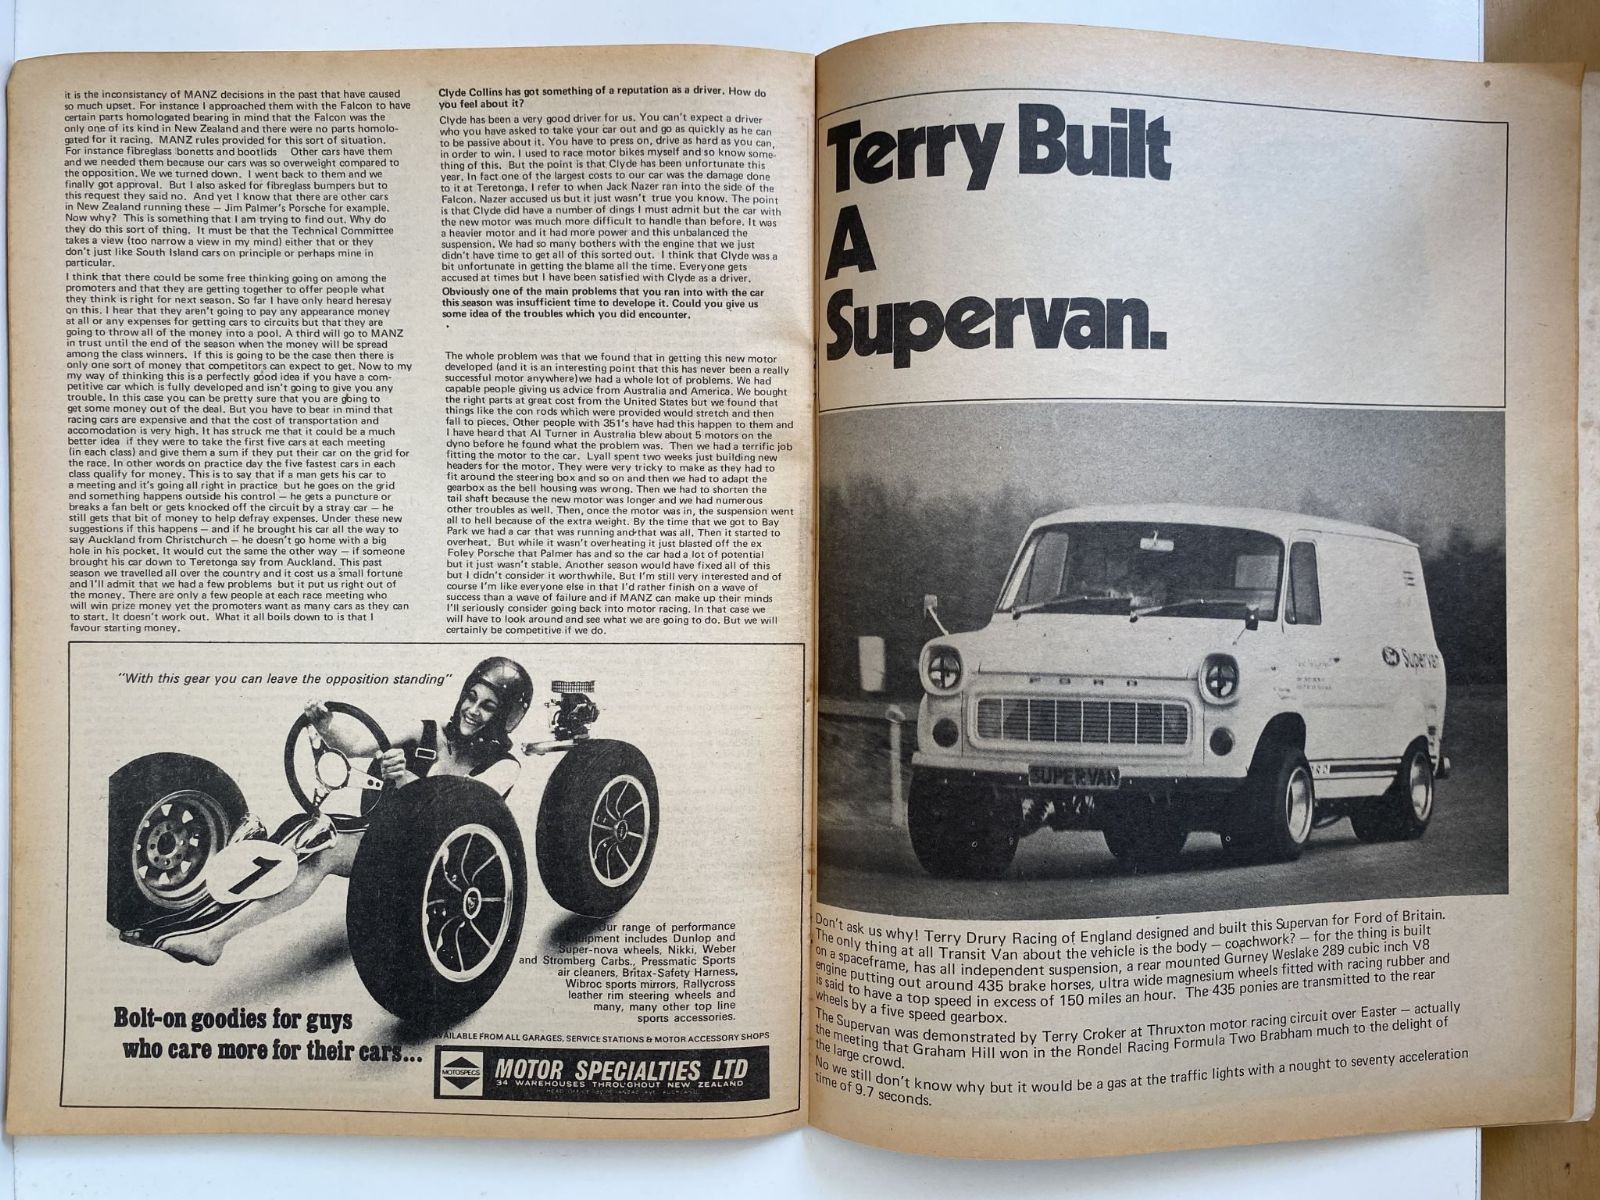 it is the inconsistancy of MANZ decisions in the past that have caused
so much upset. For instance I approached them with the Falcon to have
certain parts homologated bearing in mind that the Falcon was the
only one of its kind in New Zealand and there were no parts homolo-
gated for it racing. MANZ rules provided for this sort of situation.
For instance fibreglass bonetts and bootlids Other cars have them
and we needed them because our cars was so overweight compared to
the opposition. We we turned down. I went back to them and we
finally got approval. But I also asked for fibreglass bumpers but to
this request they said no. And yet I know that there are other cars
in New Zealand running these — Jim Palmer's Porsche for example.
Now why? This is something that I am trying to find out. Why do
they do this sort of thing. It must be that the Technical Committee
takes a view (too narrow a view in my mind) either that or they
don't just like South Island cars on principle or perhaps mine in
particular.
I think that there could be some free thinking going on among the
promoters and that they are getting together to offer people what
they think is right for next season. So far I have only heard heresay
on this. I hear that they aren't going to pay any appearance money
at all or any expenses for getting cars to circuits but that they are
going to throw all of the money into a pool. A third will go to MANZ
in trust until the end of the season when the money will be spread
among the class winners. If this is going to be the case then there is
only one sort of money that competitors can expect to get. Now to my
my way of thinking this is a perfectly good idea if you have a com-
petitive car which is fully developed and isn't going to give you any
trouble. In this case you can be pretty sure that you are going to
get some money out of the deal. But you have to bear in mind that
racing cars are expensive and that the cost of transportation and
accomodation is very high. It has struck me that it could be a much
better idea if they were to take the first five cars at each meeting
(in each class) and give them a sum if they put their car on the grid for
the race. In other words on practice day the five fastest cars in each
class qualify for money. This is to say that if a man gets his car to
a meeting and it's going all right in practice but he goes on the grid
and something happens outside his control — he gets a puncture or
breaks a fan belt or gets knocked off the circuit by a stray car — he
still gets that bit of money to help defray expenses. Under these new
suggestions if this happens — and if he brought his car all the way to
say Auckland from Christchurch — he doesn't go home with a big
hole in his pocket. It would cut the same the other way — if someone
brought his car down to Teretonga say from Auckland. This past
season we travelled all over the country and it cost us a small fortune
and I'll admit that we had a few problems but it put us right out of
the money. There are only a few people at each race meeting who
will win prize money yet the promoters want as many cars as they can
to start. It doesn't work out. What it all boils down to is that I
favour starting money.
Clyde Collins has got something of a reputation as a driver. How do
you feel about it?
Clyde has been a very good driver for us. You can't expect a driver
who you have asked to take your car out and go as quickly as he can
to be passive about it. You have to press on, drive as hard as you can,
in order to win. I used to race motor bikes myself and so know some-
thing of this. But the point is that Clyde has been unfortunate this
year. In fact one of the largest costs to our car was the damage done
to it at Teretonga. I refer to when Jack Nazer ran into the side of the
Falcon. Nazer accused us but it just wasn't true you know. The point
is that Clyde did have a number of dings I must admit but the car with
the new motor was much more difficult to handle than before. It was
a heavier motor and it had more power and this unbalanced the
suspension. We had so many bothers with the engine that we just
didn't have time to get all of this sorted out. I think that Clyde was a
bit unfortunate in getting the blame all the time. Everyone gets
accused at times but I have been satisfied with Clyde as a driver.
Obviously one of the main problems that you ran into with the car
this season was insufficient time to develope it. Could you give us
some idea of the troubles which you did encounter.
The whole problem was that we found that in getting this new motor
developed (and it is an interesting point that this has never been a really
successful motor anywhere)we had a whole lot of problems. We had
capable people giving us advice from Australia and America. We bought
the right parts at great cost from the United States but we found that
things like the con rods which were provided would stretch and then
fall to pieces. Other people with 351's have had this happen to them and
I have heard that Al Turner in Australia blew about 5 motors on the
dyno before he found what the problem was. Then we had a terrific job
fitting the motor to the car. Lyall spent two weeks just building new
headers for the motor. They were very tricky to make as they had to
fit around the steering box and so on and then we had to adapt the
gearbox as the bell housing was wrong. Then we had to shorten the
tail shaft because the new motor was longer and we had numerous
other troubles as well. Then, once the motor was in, the suspension went
all to hell because of the extra weight. By the time that we got to Bay
Park we had a car that was running and that was all. Then it started to
overheat. But while it wasn't overheating it just blasted off the ex
Foley Porsche that Palmer has and so the car had a lot of potential
but it just wasn't stable. Another season would have fixed all of this
but I didn't consider it worthwhile. But I'm still very interested and of
course I'm like everyone else in that I'd rather finish on a wave of
success than a wave of failure and if MANZ can make up their minds
I'll seriously consider going back into motor racing. In that case we
will have to look around and see what we are going to do. But we will
certainly be competitive if we do.
"With this gear you can leave the opposition standing"
1
Our range of performance
equipment includes Dunlop and
Super-nova wheels, Nikki, Weber
and Stromberg Carbs., Pressmatic Sports
air cleaners, Britax-Safety Harness,
Wibroc sports mirrors, Rallycross
leather rim steering wheels and
many, many other top line
sports accessories.
Bolt-on goodies for guys
who care more for their cars...
AVAILABLE FROM ALL GARAGES, SERVICE STATIONS & MOTOR ACCESSORY SHOPS
MOTOSPECS
MOTOR SPECIALTIES LTD
34 WAREHOUSES THROUGHOUT NEW ZEALAND
Terry Built
A
Supervan.
FORD
SUPERVAN
Supervan
Don't ask us why! Terry Drury Racing of England designed and built this Supervan for Ford of Britain.
The only thing at all Transit Van about the vehicle is the body — coachwork? — for the thing is built
on a spaceframe, has all independent suspension, a rear mounted Gurney Weslake 289 cubic inch V8
engine putting out around 435 brake horses, ultra wide magnesium wheels fitted with racing rubber and
is said to have a top speed in excess of 150 miles an hour. The 435 ponies are transmitted to the rear
wheels by a five speed gearbox.
The Supervan was demonstrated by Terry Croker at Thruxton motor racing circuit over Easter — actually
the meeting that Graham Hill won in the Rondel Racing Formula Two Brabham much to the delight of
the large crowd.
No we still don't know why but it would be a gas at the traffic lights with a nought to seventy acceleration
time of 9.7 seconds.